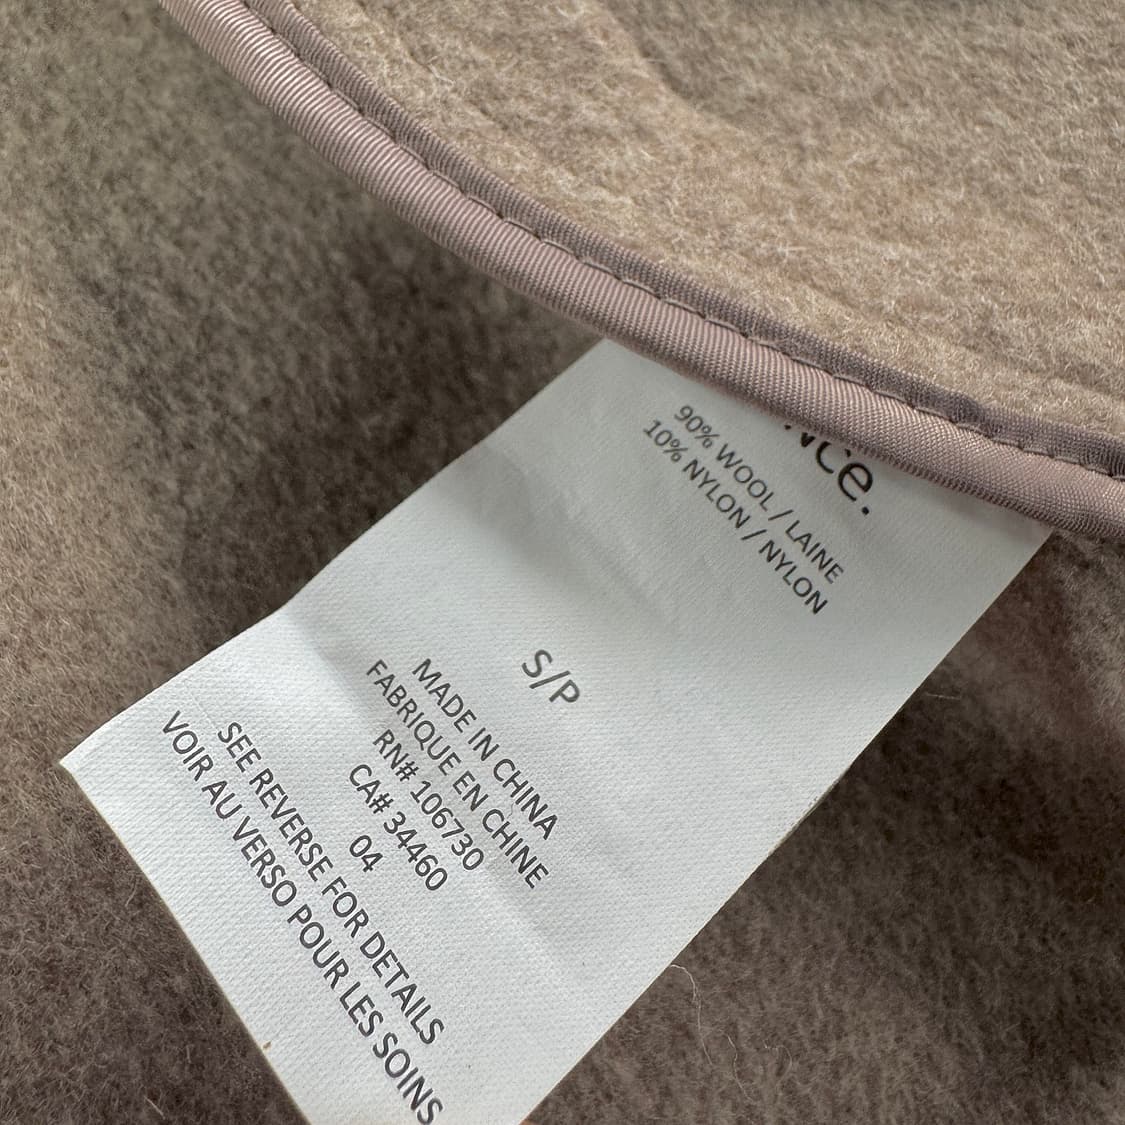 90% WOOL / LAINE
10% NYLON / NYLON
S/P
MADE IN CHINA
FABRIQUE EN CHINE
RN# 106730
CA# 34460
04
SEE REVERSE FOR DETAILS
VOIR AU VERSO POUR LES SOINS